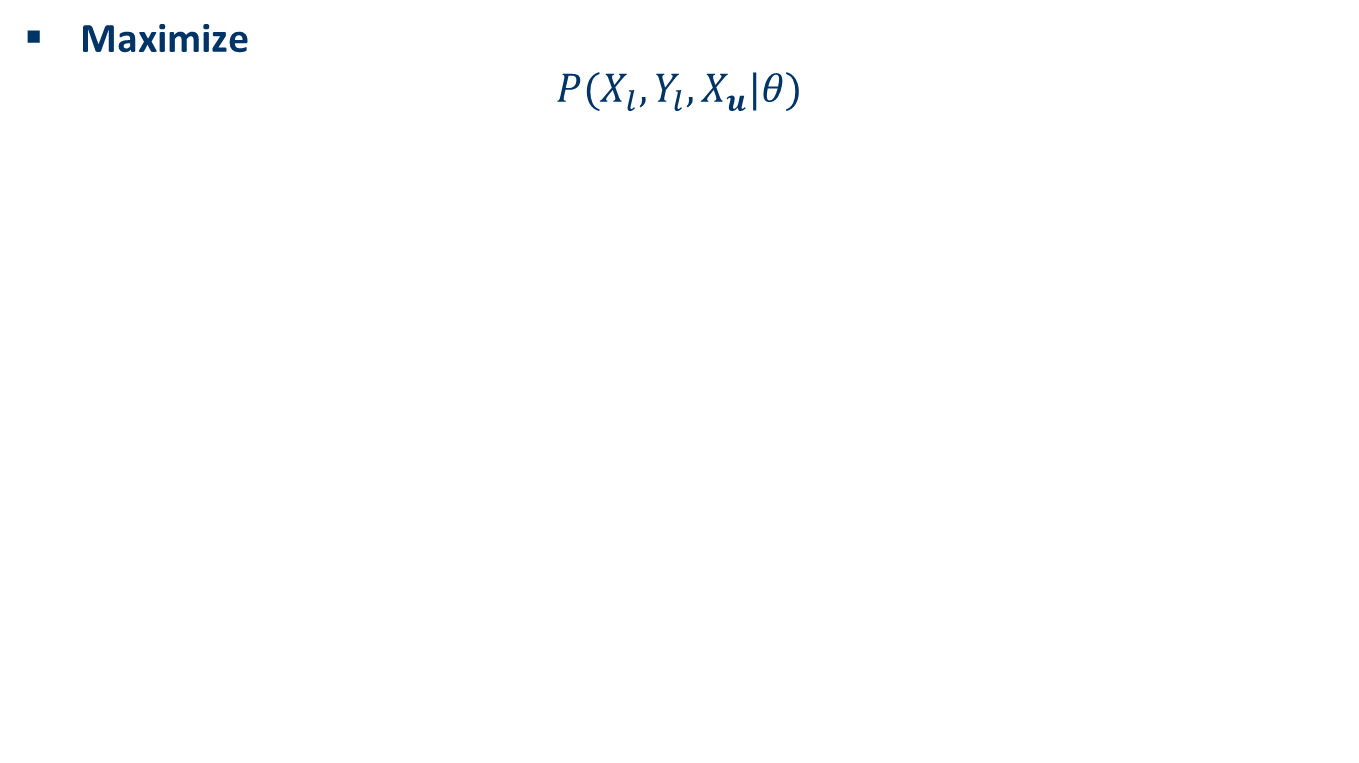 ▪ Maximize
P(X_l, Y_l, X_u|θ)